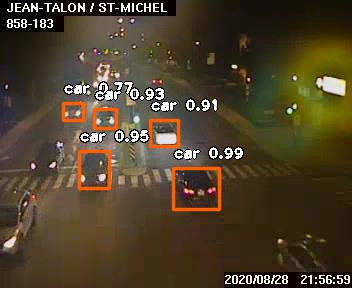 JEAN-TALON / ST-MICHEL
858-183
car 0.77
car 0.93
car 0.91
car 0.95
car 0.99
2020/08/28 21:56:59